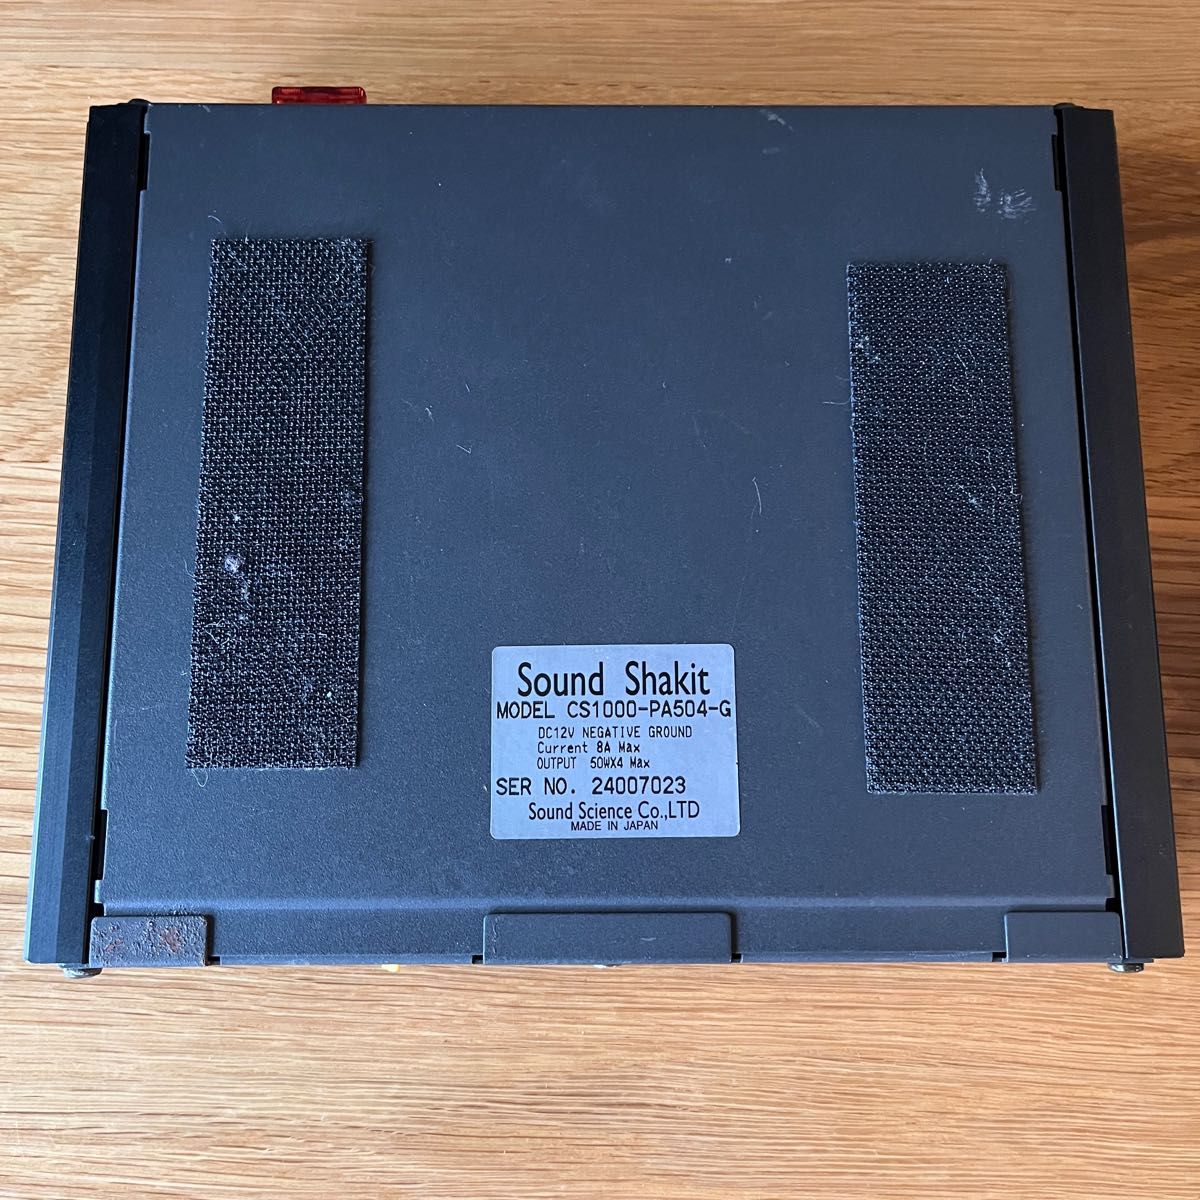 Sound Shakit
MODEL CS1000-PA504-G
DC12V NEGATIVE GROUND
Current 8A Max
OUTPUT 50WX4 Max
SER NO. 24007023
Sound Science Co.,LTD
MADE IN JAPAN